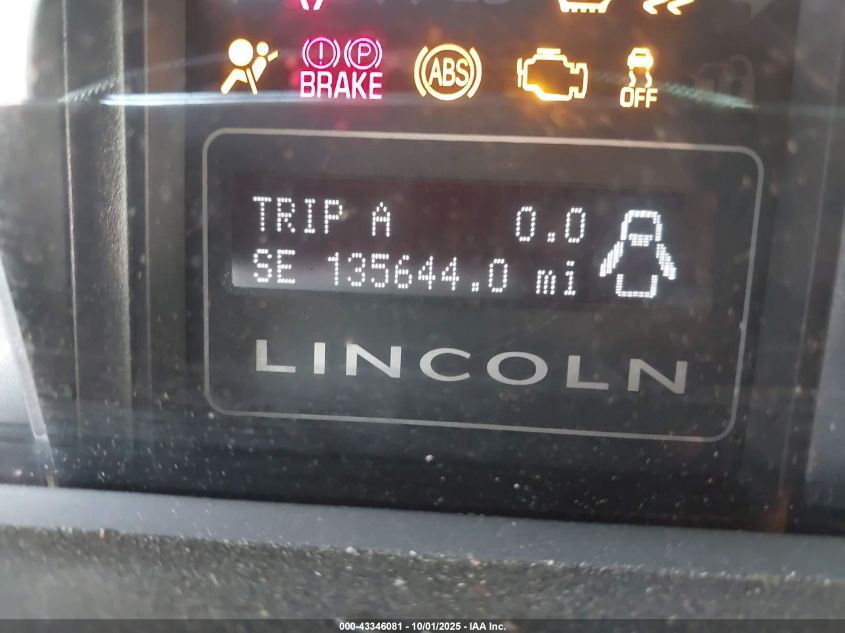 BRAKE
ABS
OFF
TRIP A 0.0
SE 135644.0 mi
LINCOLN
000-43346081 - 10/01/2025 - IAA Inc.